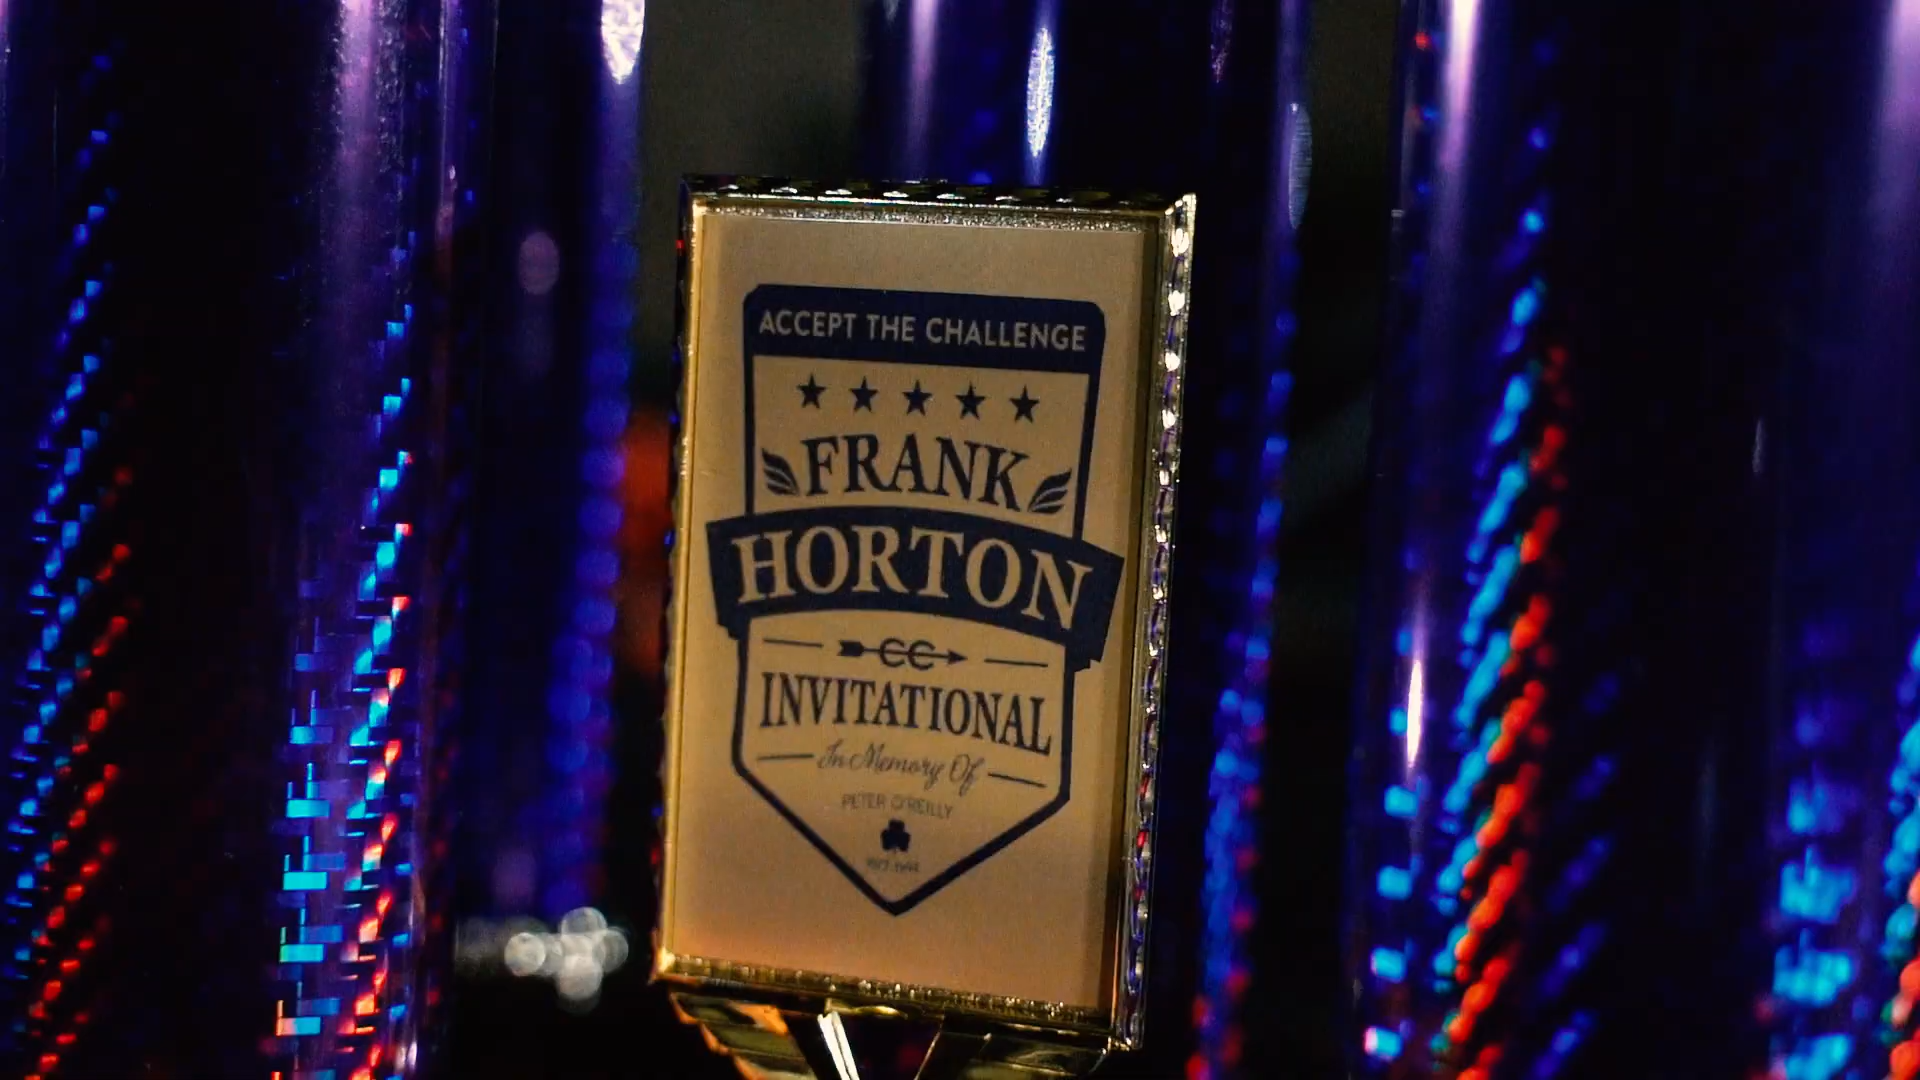 ACCEPT THE CHALLENGE
FRANK
HORTON
CC
INVITATIONAL
In Memory Of
PETER O'REILLY